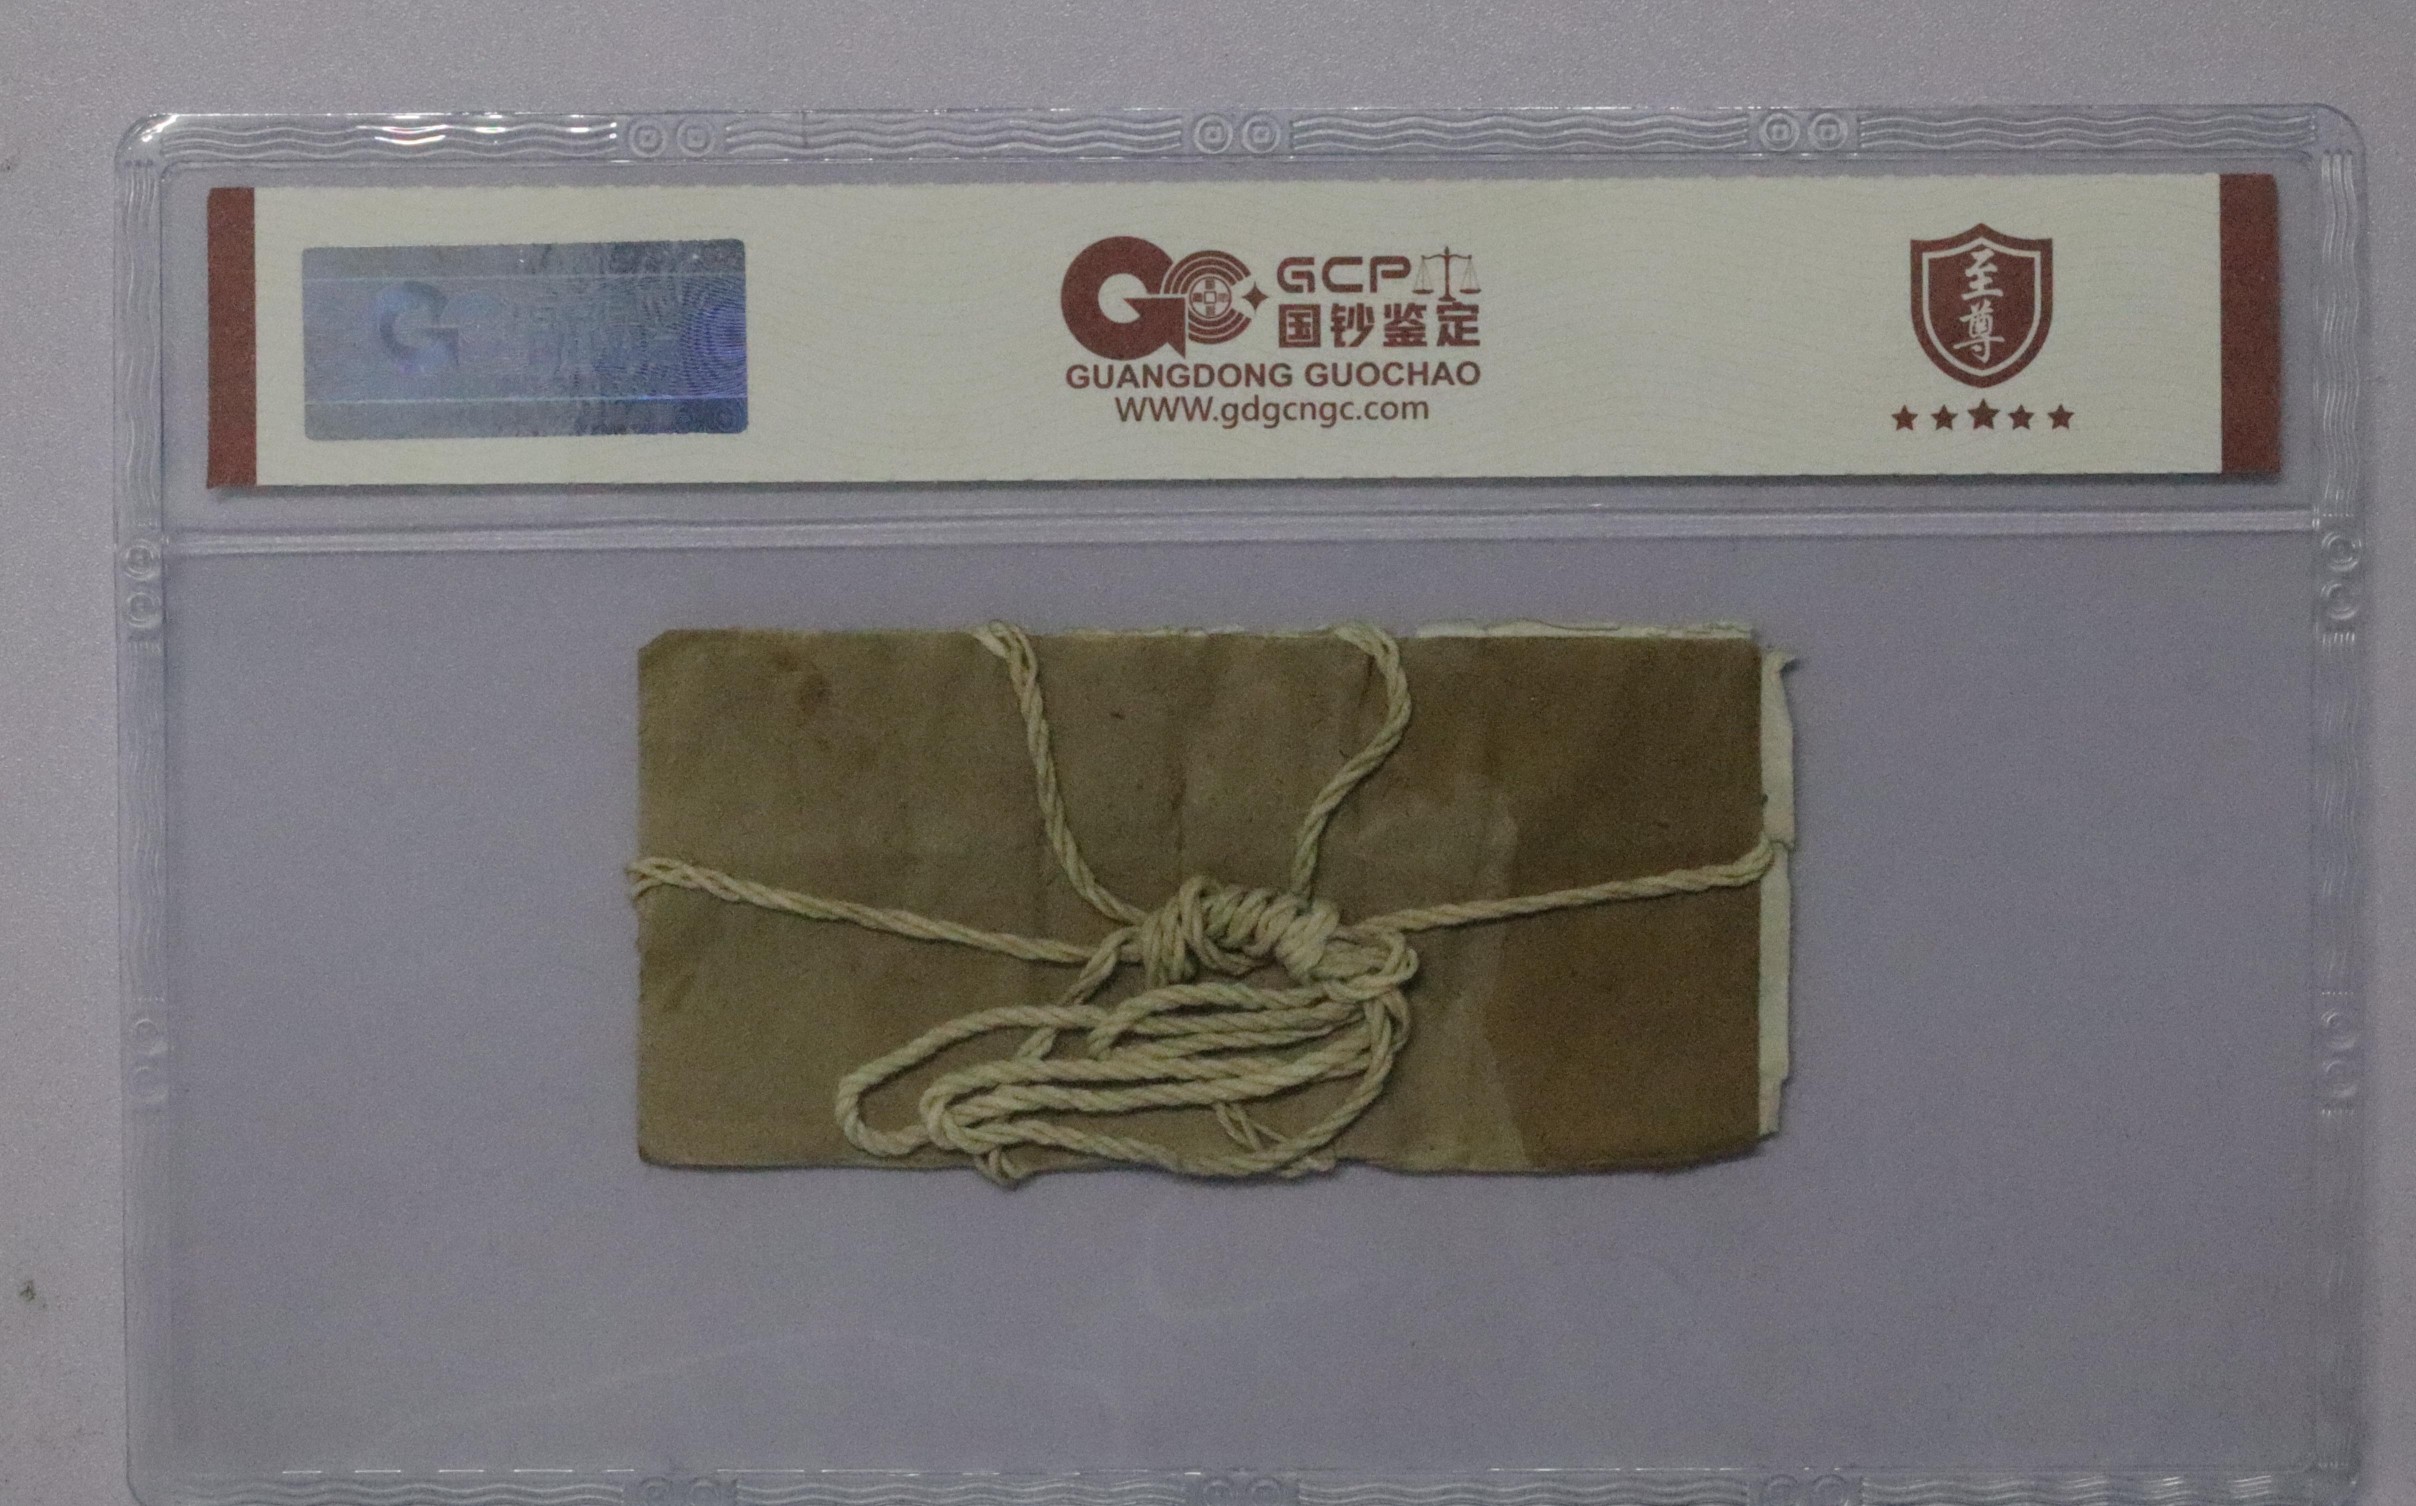 GCP
国钞鉴定
GUANGDONG GUOCHAO
WWW.gdgcngc.com
至尊